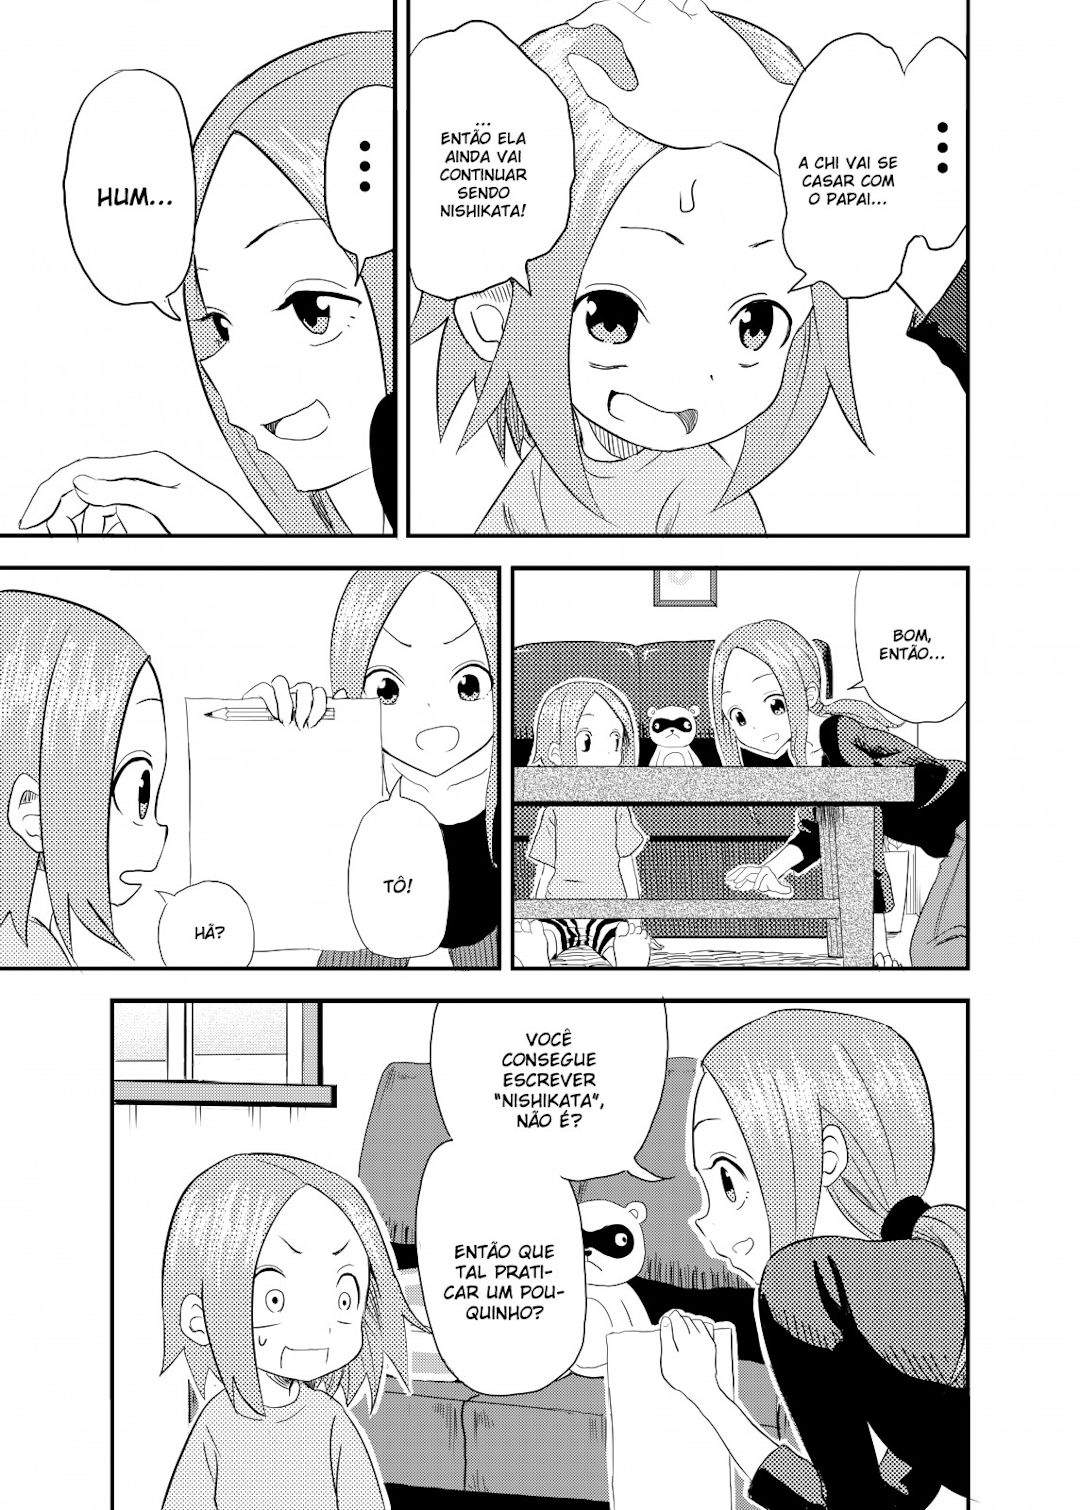 A CHI VAI SE
CASAR COM
O PAPAI...
...
ENTÃO ELA
AINDA VAI
CONTINUAR
SENDO
NISHIKATA!
HUM...
BOM,
ENTÃO...
TÔ!
HÃ?
VOCÊ
CONSEGUE
ESCREVER
"NISHIKATA",
NÃO É?
ENTÃO QUE
TAL PRATI-
CAR UM POU-
QUINHO?